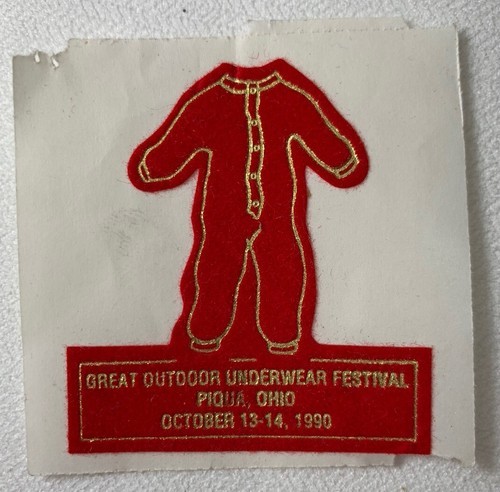 GREAT OUTDOOR UNDERWEAR FESTIVAL
PIQUA, OHIO
OCTOBER 13-14, 1990